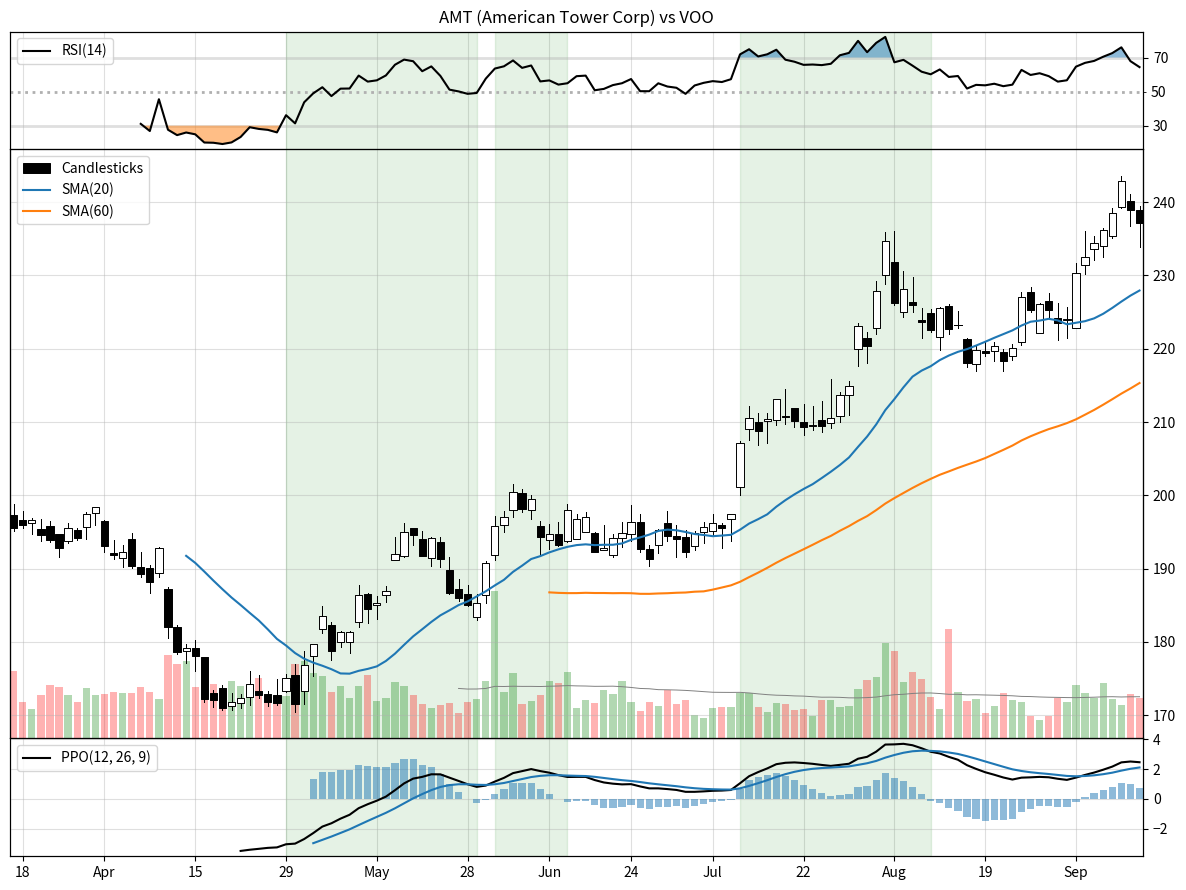 AMT (American Tower Corp) vs VOO
RSI(14)
70
50
30
Candlesticks
SMA(20)
SMA(60)
240
230
220
210
200
190
180
170
PPO(12, 26, 9)
4
2
0
−2
18 Apr 15 29 May 28 Jun 24 Jul 22 Aug 19 Sep